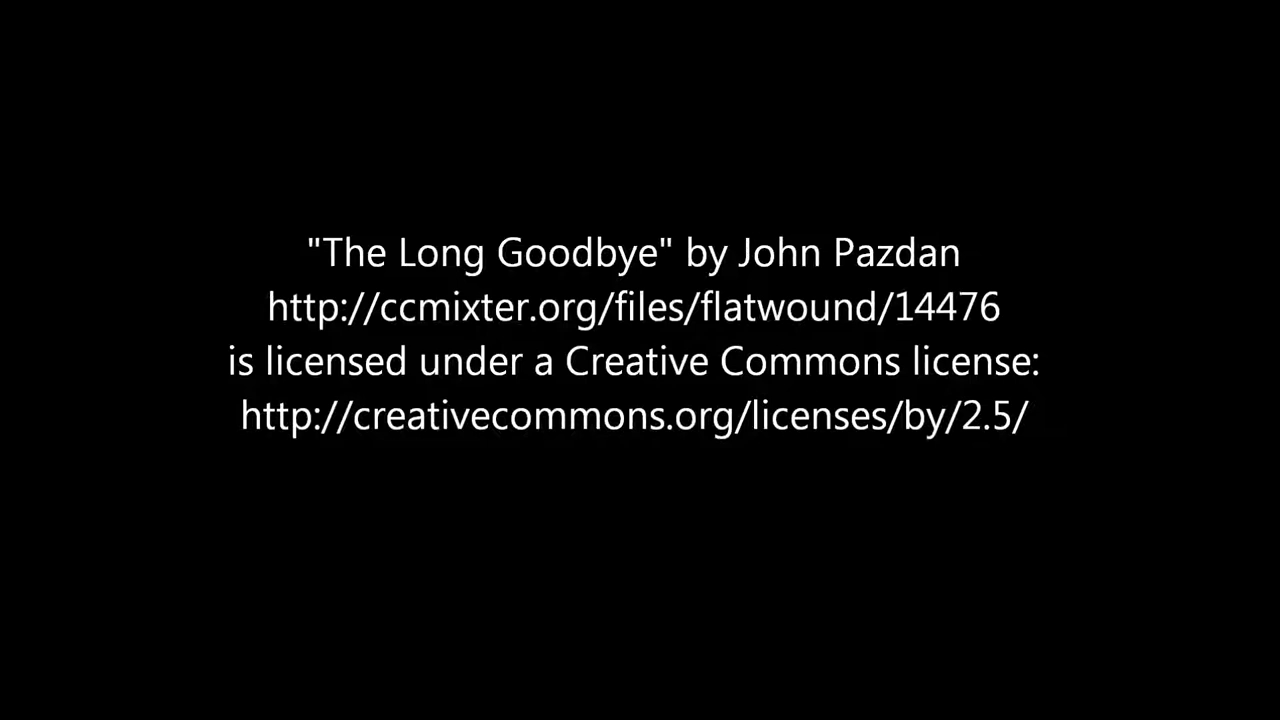 "The Long Goodbye" by John Pazdan
http://ccmixter.org/files/flatwound/14476
is licensed under a Creative Commons license:
http://creativecommons.org/licenses/by/2.5/